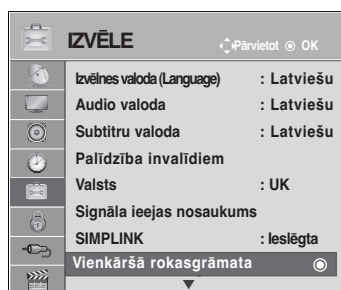 IZVĒLE Pārvietot OK
Izvēlnes valoda (Language) : Latviešu
Audio valoda : Latviešu
Subtitru valoda : Latviešu
Palīdzība invalīdiem
Valsts : UK
Signāla ieejas nosaukums
SIMPLINK : Ieslēgta
Vienkāršā rokasgrāmata